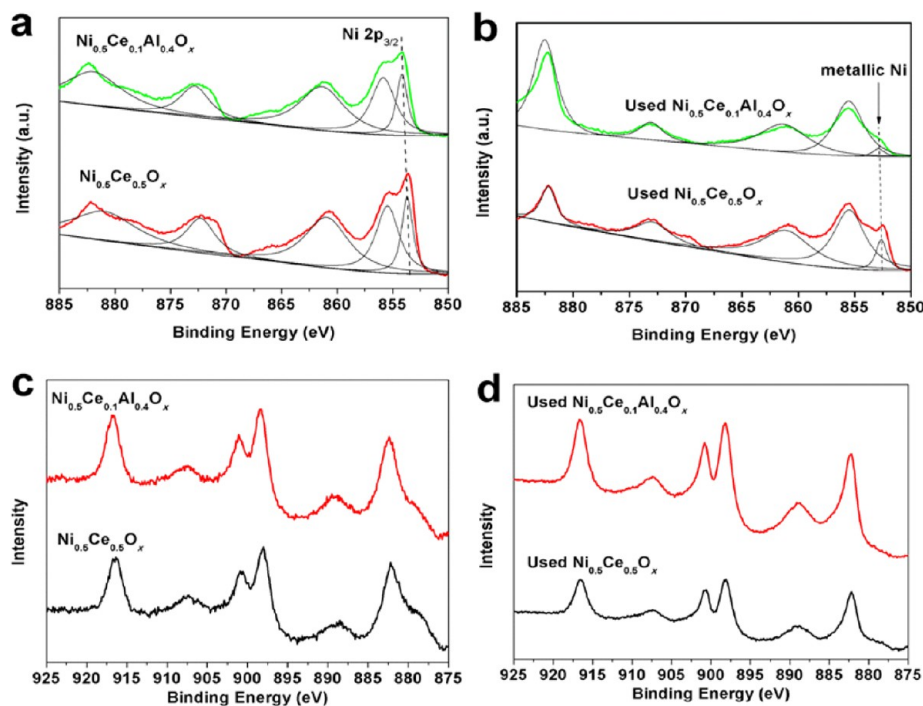 a
Ni0.5Ce0.1Al0.4Ox
Ni 2p3/2
Ni0.5Ce0.5Ox
Intensity (a.u.)
885 880 875 870 865 860 855 850
Binding Energy (eV)
b
metallic Ni
Used Ni0.5Ce0.1Al0.4Ox
Used Ni0.5Ce0.5Ox
Intensity (a.u.)
885 880 875 870 865 860 855 850
Binding Energy (eV)
c
Ni0.5Ce0.1Al0.4Ox
Ni0.5Ce0.5Ox
Intensity
925 920 915 910 905 900 895 890 885 880 875
Binding Energy (eV)
d
Used Ni0.5Ce0.1Al0.4Ox
Used Ni0.5Ce0.5Ox
Intensity
925 920 915 910 905 900 895 890 885 880 875
Binding Energy (eV)